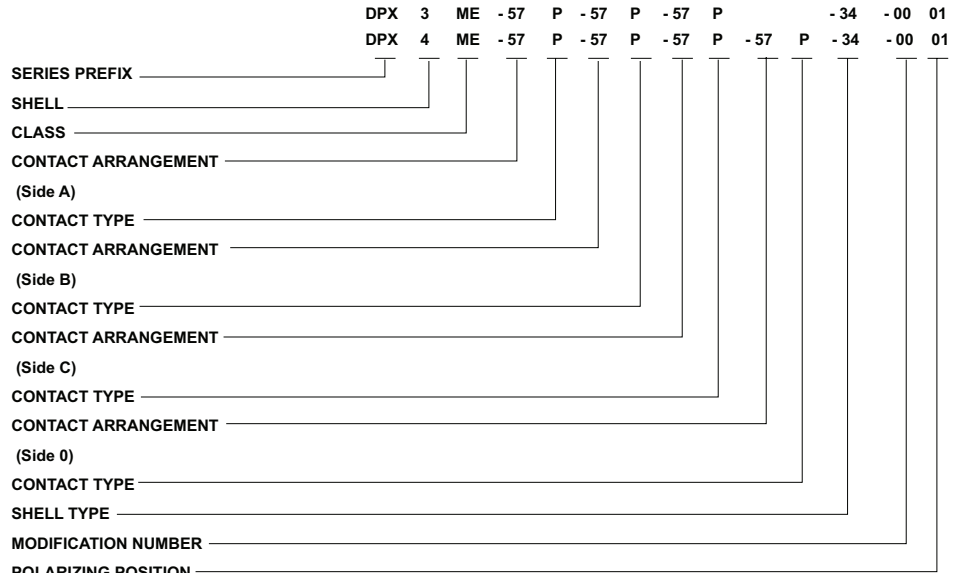 DPX 3 ME - 57 P - 57 P - 57 P - 34 - 00 01
DPX 4 ME - 57 P - 57 P - 57 P - 57 P - 34 - 00 01
SERIES PREFIX
SHELL
CLASS
CONTACT ARRANGEMENT
(Side A)
CONTACT TYPE
CONTACT ARRANGEMENT
(Side B)
CONTACT TYPE
CONTACT ARRANGEMENT
(Side C)
CONTACT TYPE
CONTACT ARRANGEMENT
(Side 0)
CONTACT TYPE
SHELL TYPE
MODIFICATION NUMBER
POLARIZING POSITION